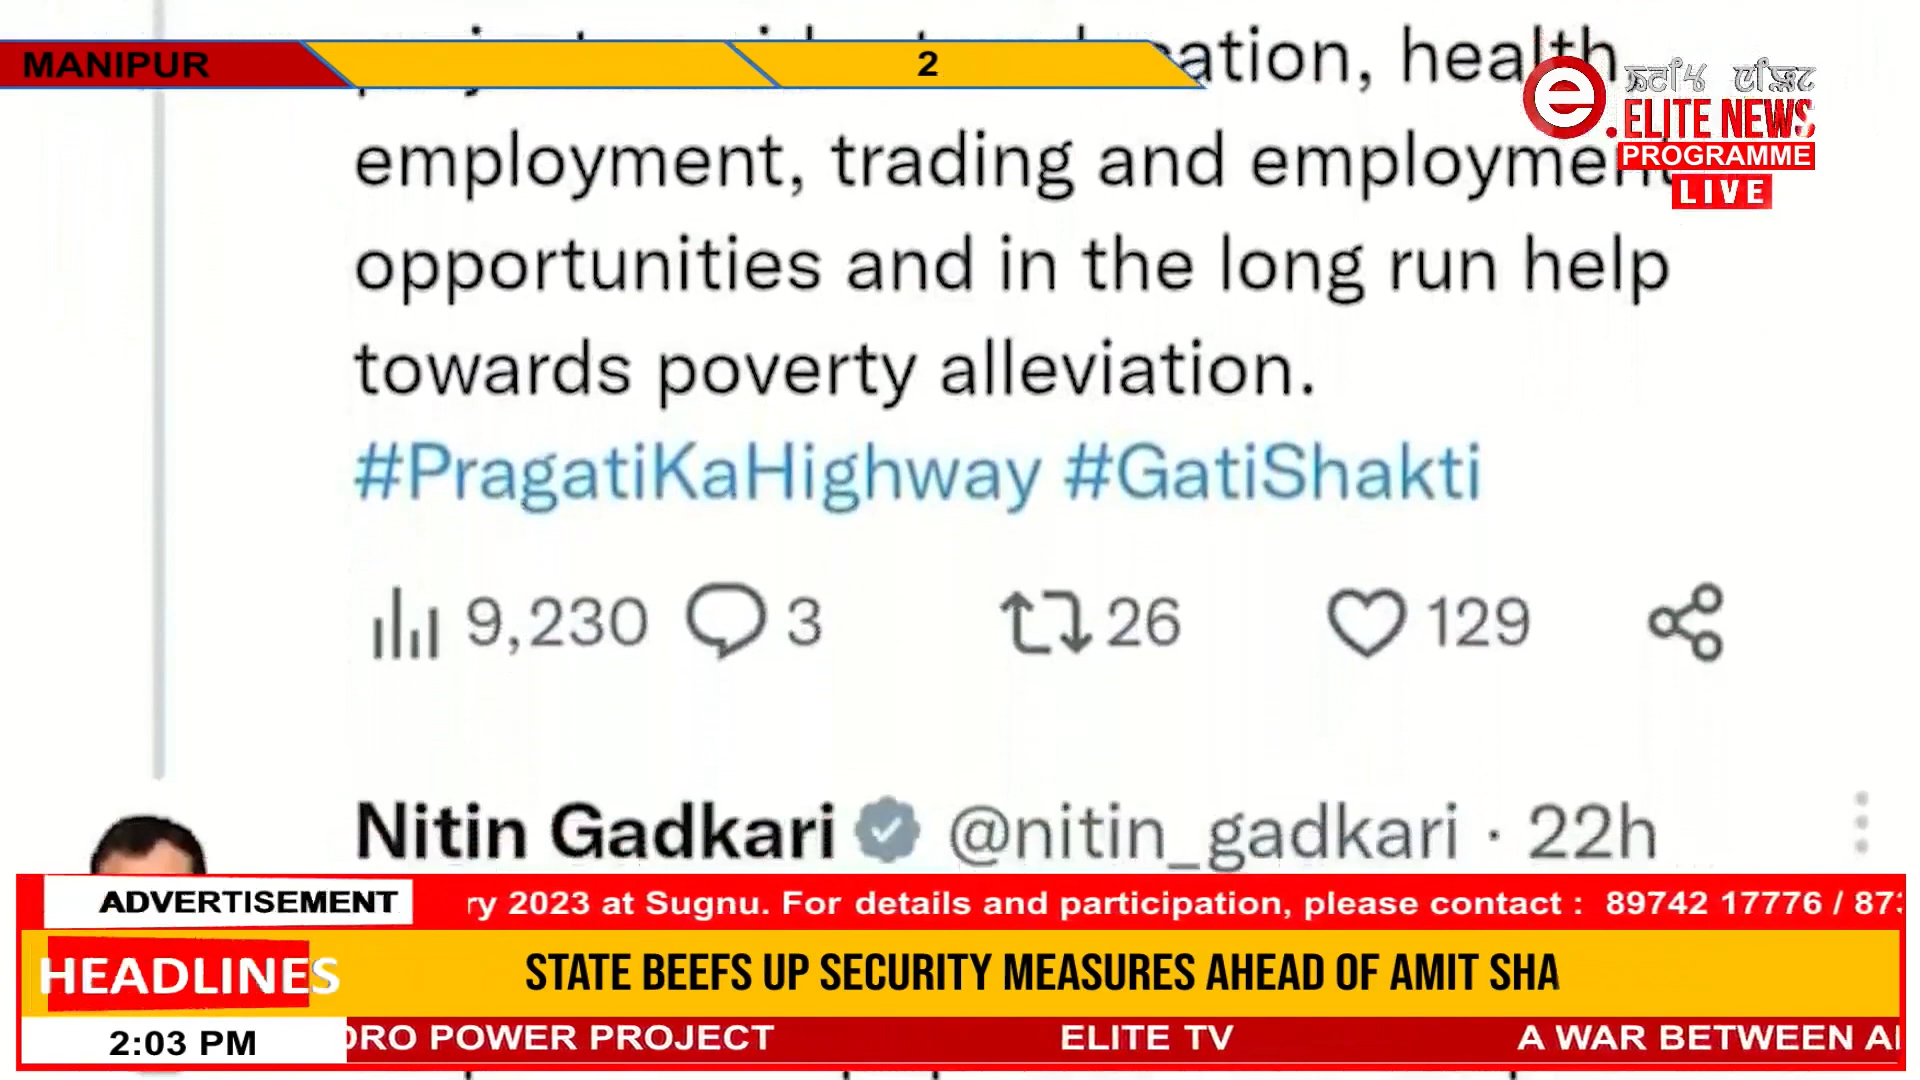 MANIPUR
2
ation, health,
ELITE NEWS
PROGRAMME
LIVE
employment, trading and employment
opportunities and in the long run help
towards poverty alleviation.
#PragatiKaHighway #GatiShakti
9,230 3 26 129
Nitin Gadkari @nitin_gadkari · 22h
ADVERTISEMENT
ry 2023 at Sugnu. For details and participation, please contact : 89742 17776 / 87
HEADLINES
STATE BEEFS UP SECURITY MEASURES AHEAD OF AMIT SHA
2:03 PM
DRO POWER PROJECT ELITE TV A WAR BETWEEN A